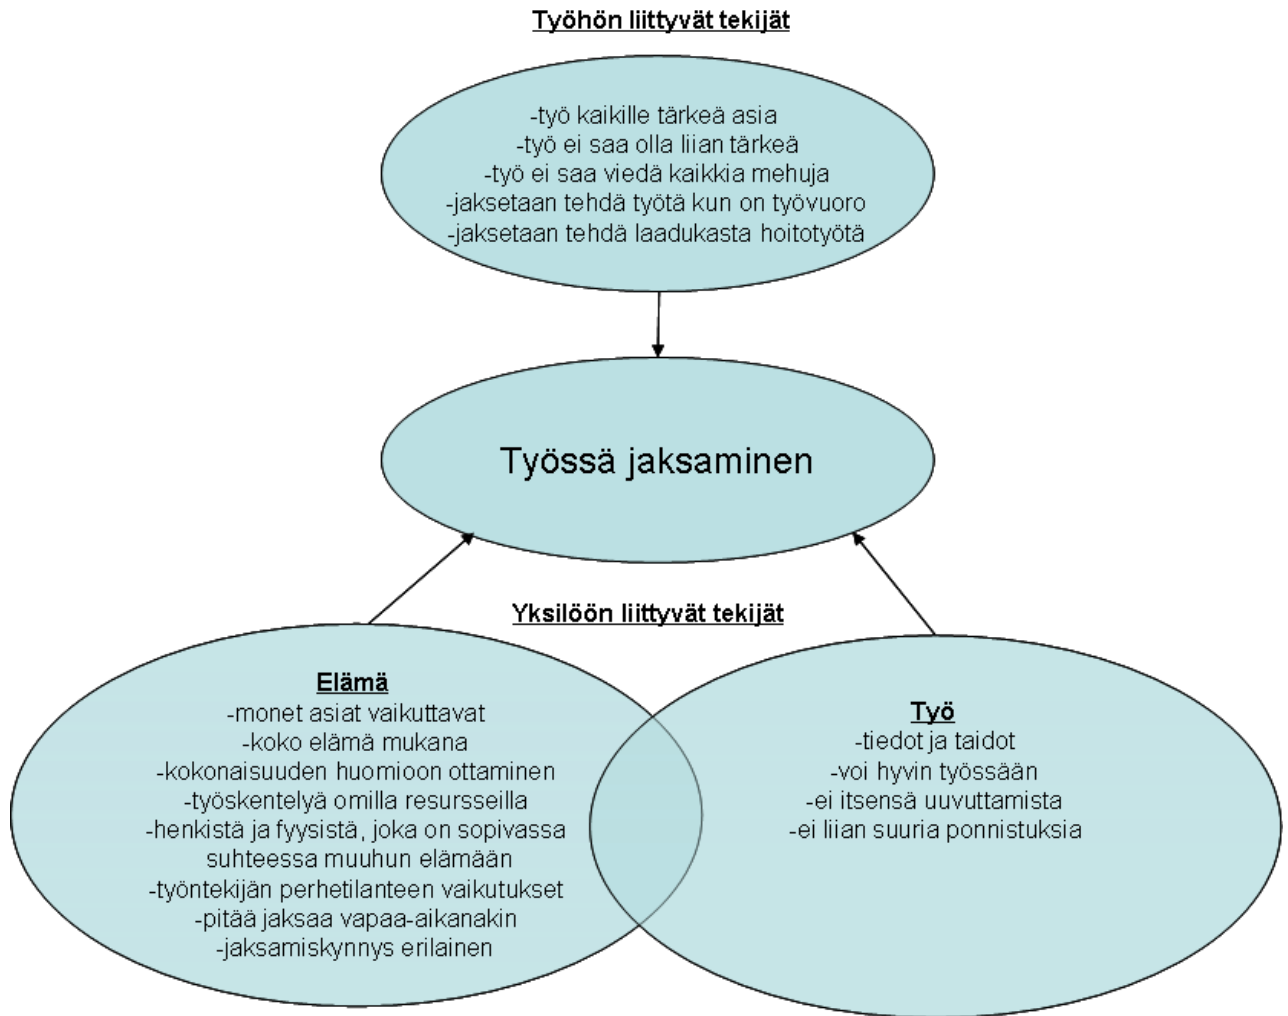 Työhön liittyvät tekijät
-työ kaikille tärkeä asia
-työ ei saa olla liian tärkeä
-työ ei saa viedä kaikkia mehuja
-jaksetaan tehdä työtä kun on työvuoro
-jaksetaan tehdä laadukasta hoitotyötä
Työssä jaksaminen
Yksilöön liittyvät tekijät
Elämä
-monet asiat vaikuttavat
-koko elämä mukana
-kokonaisuuden huomioon ottaminen
-työskentelyä omilla resursseilla
-henkistä ja fyysistä, joka on sopivassa
suhteessa muuhun elämään
-työntekijän perhetilanteen vaikutukset
-pitää jaksaa vapaa-aikanakin
-jaksamiskynnys erilainen
Työ
-tiedot ja taidot
-voi hyvin työssään
-ei itsensä uuvuttamista
-ei liian suuria ponnistuksia